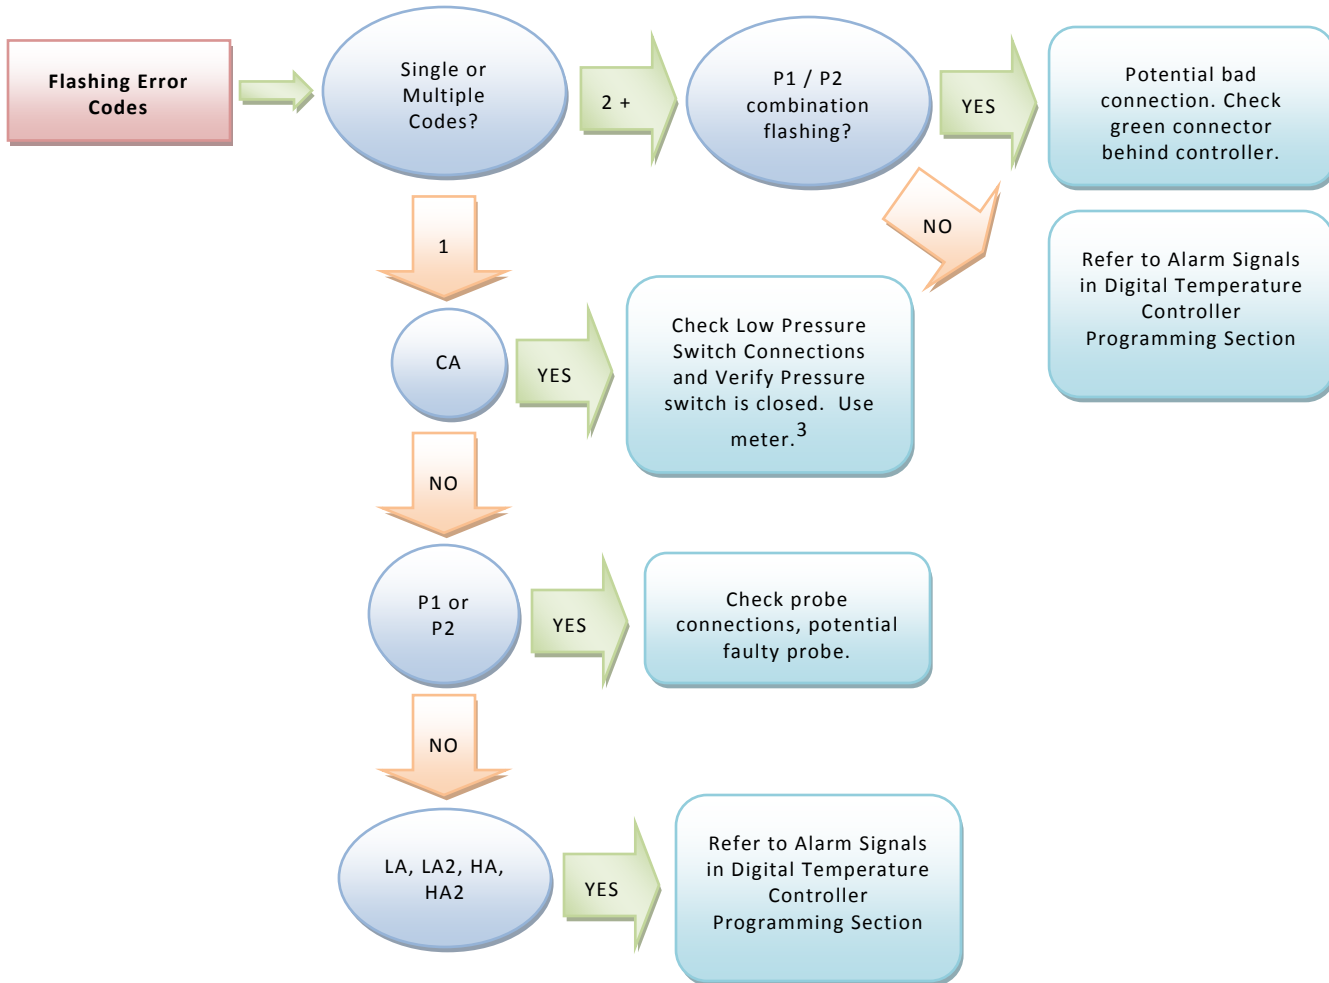 Flashing Error
Codes
Single or
Multiple
Codes?
2 +
P1 / P2
combination
flashing?
YES
Potential bad
connection. Check
green connector
behind controller.
NO
Refer to Alarm Signals
in Digital Temperature
Controller
Programming Section
1
CA
YES
Check Low Pressure
Switch Connections
and Verify Pressure
switch is closed.  Use
meter.3
NO
P1 or
P2
YES
Check probe
connections, potential
faulty probe.
NO
LA, LA2, HA,
HA2
YES
Refer to Alarm Signals
in Digital Temperature
Controller
Programming Section